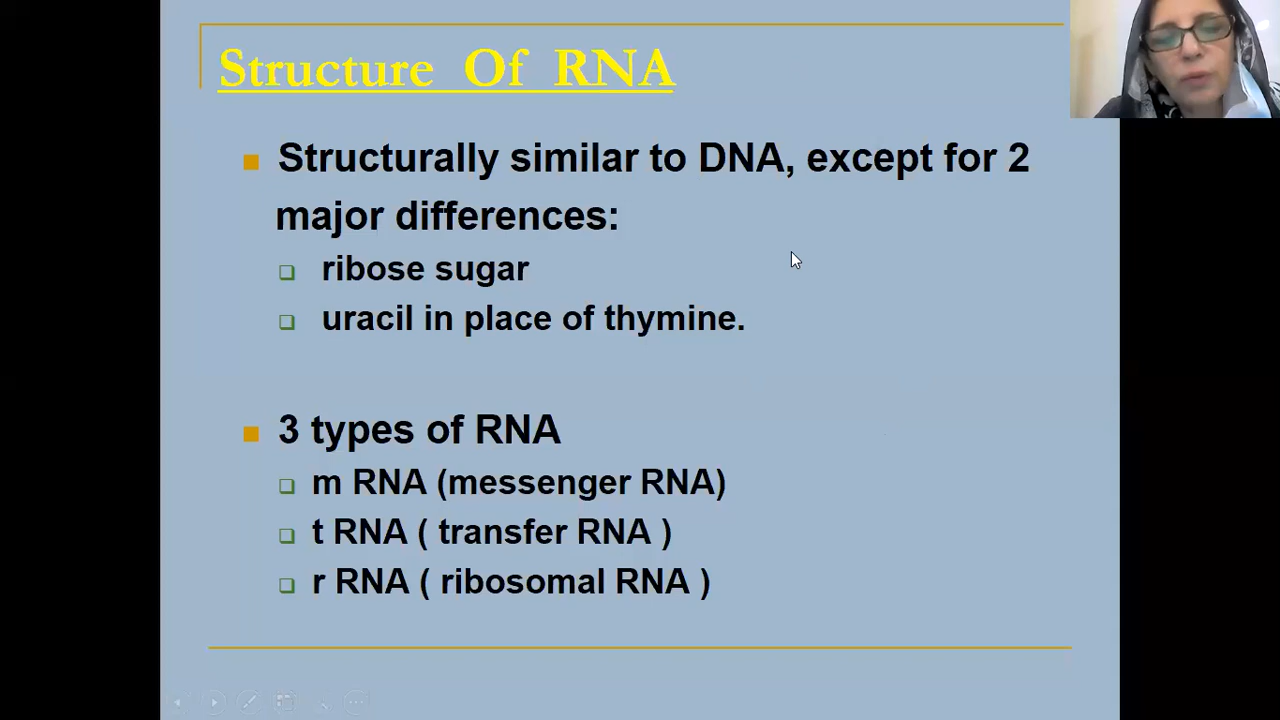 Structure Of RNA
Structurally similar to DNA, except for 2
major differences:
ribose sugar
uracil in place of thymine.
3 types of RNA
m RNA (messenger RNA)
t RNA ( transfer RNA )
r RNA ( ribosomal RNA )